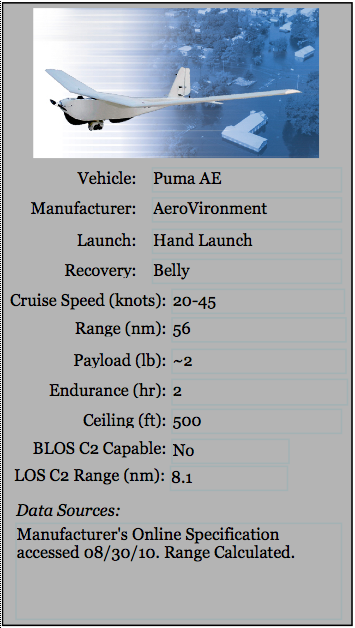 Vehicle: Puma AE
Manufacturer: AeroVironment
Launch: Hand Launch
Recovery: Belly
Cruise Speed (knots): 20-45
Range (nm): 56
Payload (lb): ~2
Endurance (hr): 2
Ceiling (ft): 500
BLOS C2 Capable: No
LOS C2 Range (nm): 8.1
Data Sources:
Manufacturer's Online Specification
accessed 08/30/10. Range Calculated.